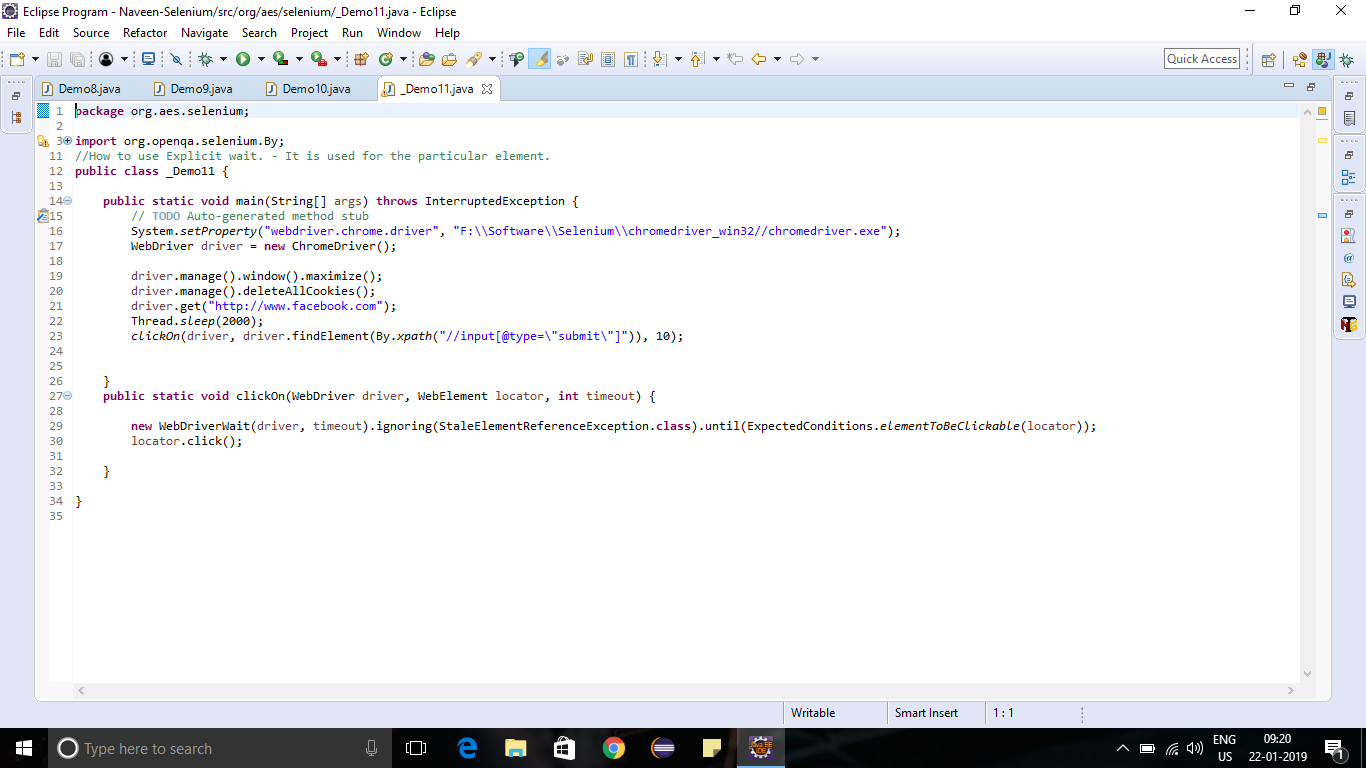 Eclipse Program - Naveen-Selenium/src/org/aes/selenium/_Demo11.java - Eclipse
File Edit Source Refactor Navigate Search Project Run Window Help
Quick Access
Demo8.java Demo9.java Demo10.java _Demo11.java
1 package org.aes.selenium;
2
3 import org.openqa.selenium.By;
11 //How to use Explicit wait. - It is used for the particular element.
12 public class _Demo11 {
13
14 public static void main(String[] args) throws InterruptedException {
15 // TODO Auto-generated method stub
16 System.setProperty("webdriver.chrome.driver", "F:\\Software\\Selenium\\chromedriver_win32//chromedriver.exe");
17 WebDriver driver = new ChromeDriver();
18
19 driver.manage().window().maximize();
20 driver.manage().deleteAllCookies();
21 driver.get("http://www.facebook.com");
22 Thread.sleep(2000);
23 clickOn(driver, driver.findElement(By.xpath("//input[@type=\"submit\"]")), 10);
24
25
26 }
27 public static void clickOn(WebDriver driver, WebElement locator, int timeout) {
28
29 new WebDriverWait(driver, timeout).ignoring(StaleElementReferenceException.class).until(ExpectedConditions.elementToBeClickable(locator));
30 locator.click();
31
32 }
33
34 }
35
Writable Smart Insert 1 : 1
Type here to search
ENG 09:20
US 22-01-2019 1